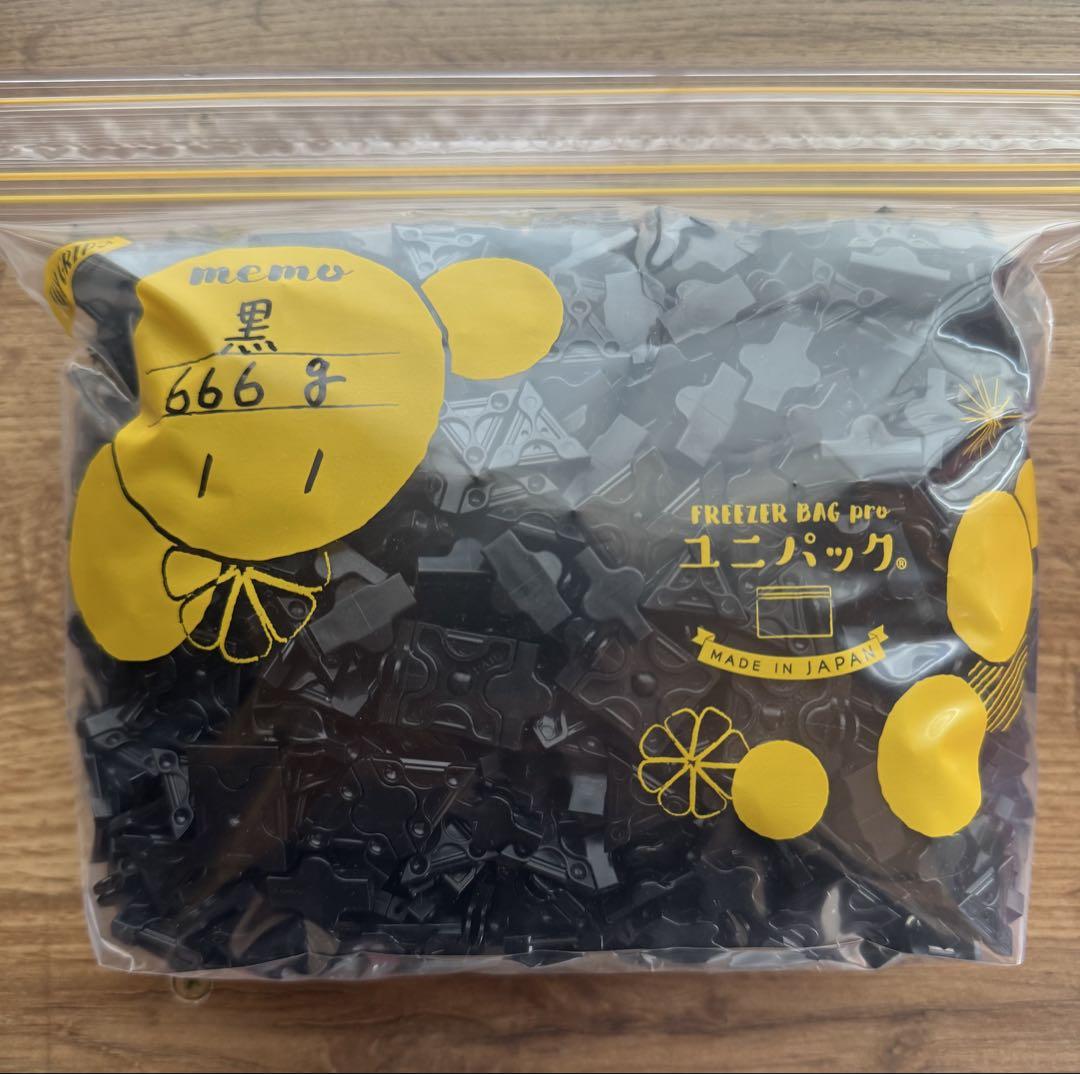 memo
黒
666 g
FREEZER BAG pro
ユニパック®
MADE IN JAPAN